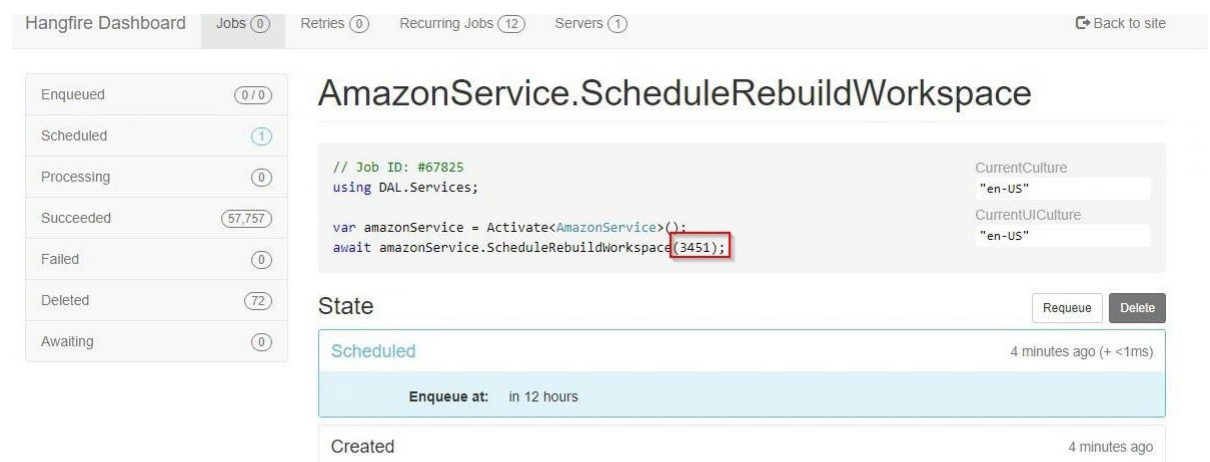 Hangfire Dashboard Jobs (0) Retries (0) Recurring Jobs (12) Servers (1) Back to site
Enqueued 0 / 0
Scheduled 1
Processing 0
Succeeded 57,757
Failed 0
Deleted 72
Awaiting 0
AmazonService.ScheduleRebuildWorkspace
// Job ID: #67825
using DAL.Services;
var amazonService = Activate<AmazonService>();
await amazonService.ScheduleRebuildWorkspace(3451);
CurrentCulture
"en-US"
CurrentUICulture
"en-US"
State Requeue Delete
Scheduled 4 minutes ago (+ <1ms)
Enqueue at: in 12 hours
Created 4 minutes ago